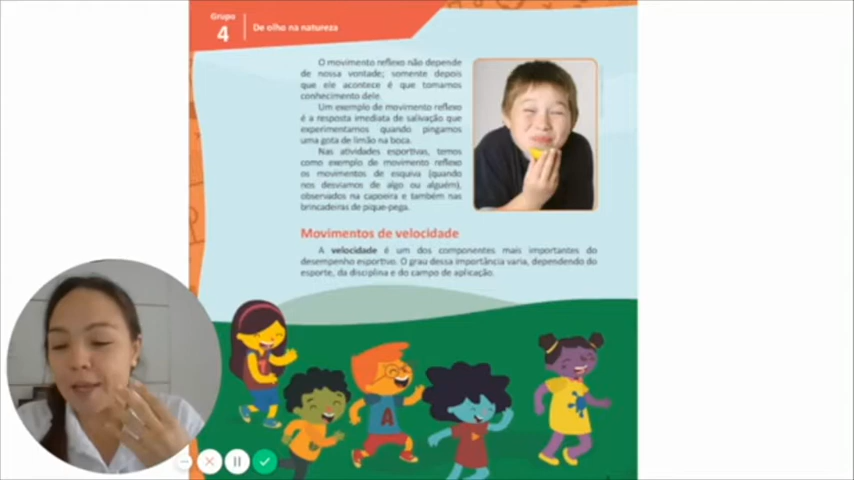 Grupo
4
De olho na natureza
O movimento reflexo não depende
de nossa vontade; somente depois
que ele acontece é que tomamos
conhecimento dele.
Um exemplo de movimento reflexo
é a resposta imediata de salivação que
experimentamos quando pingamos
uma gota de limão na boca.
Nas atividades esportivas, temos
como exemplo de movimento reflexo
os movimentos de esquiva (quando
nos desviamos de algo ou alguém),
observados na capoeira e também nas
brincadeiras de pique-pega.
Movimentos de velocidade
A velocidade é um dos componentes mais importantes do
desempenho esportivo. O grau dessa importância varia, dependendo do
esporte, da disciplina e do campo de aplicação.
A